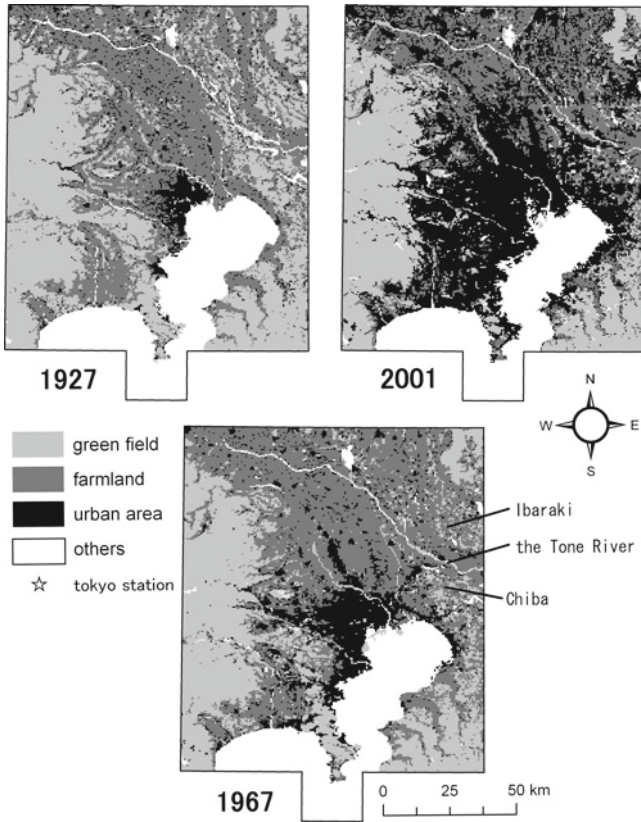 1927
2001
N
W
E
S
green field
farmland
urban area
others
tokyo station
Ibaraki
the Tone River
Chiba
1967
0
25
50 km